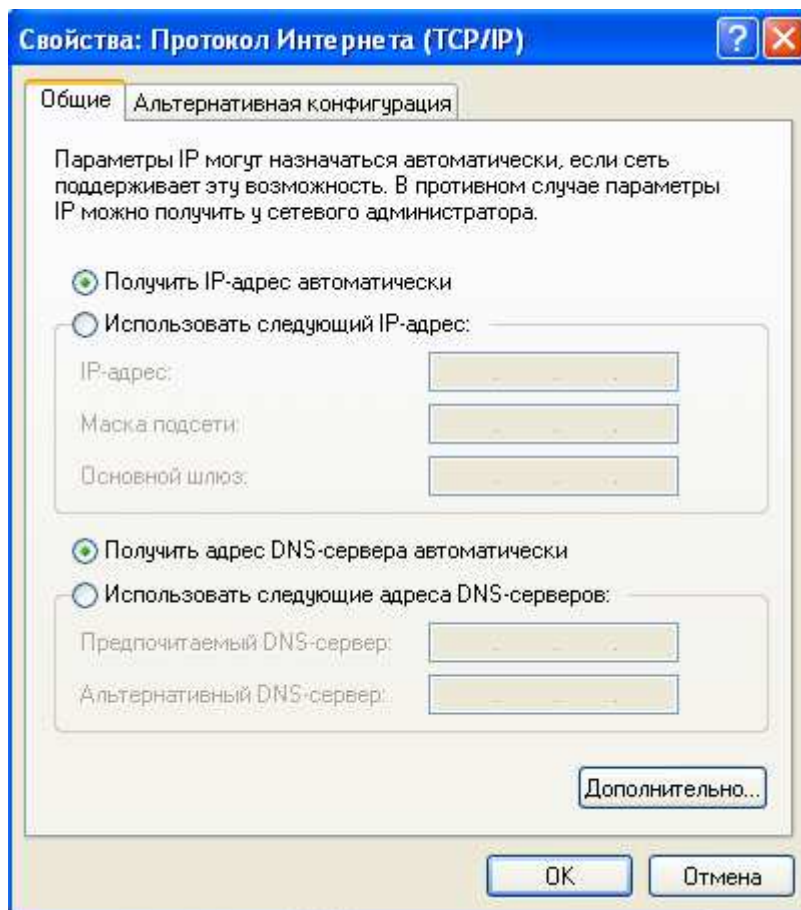 Свойства: Протокол Интернета (TCP/IP)
Общие
Альтернативная конфигурация
Параметры IP могут назначаться автоматически, если сеть
поддерживает эту возможность. В противном случае параметры
IP можно получить у сетевого администратора.
Получить IP-адрес автоматически
Использовать следующий IP-адрес:
IP-адрес:
Маска подсети:
Основной шлюз:
Получить адрес DNS-сервера автоматически
Использовать следующие адреса DNS-серверов:
Предпочитаемый DNS-сервер:
Альтернативный DNS-сервер:
Дополнительно...
OK
Отмена